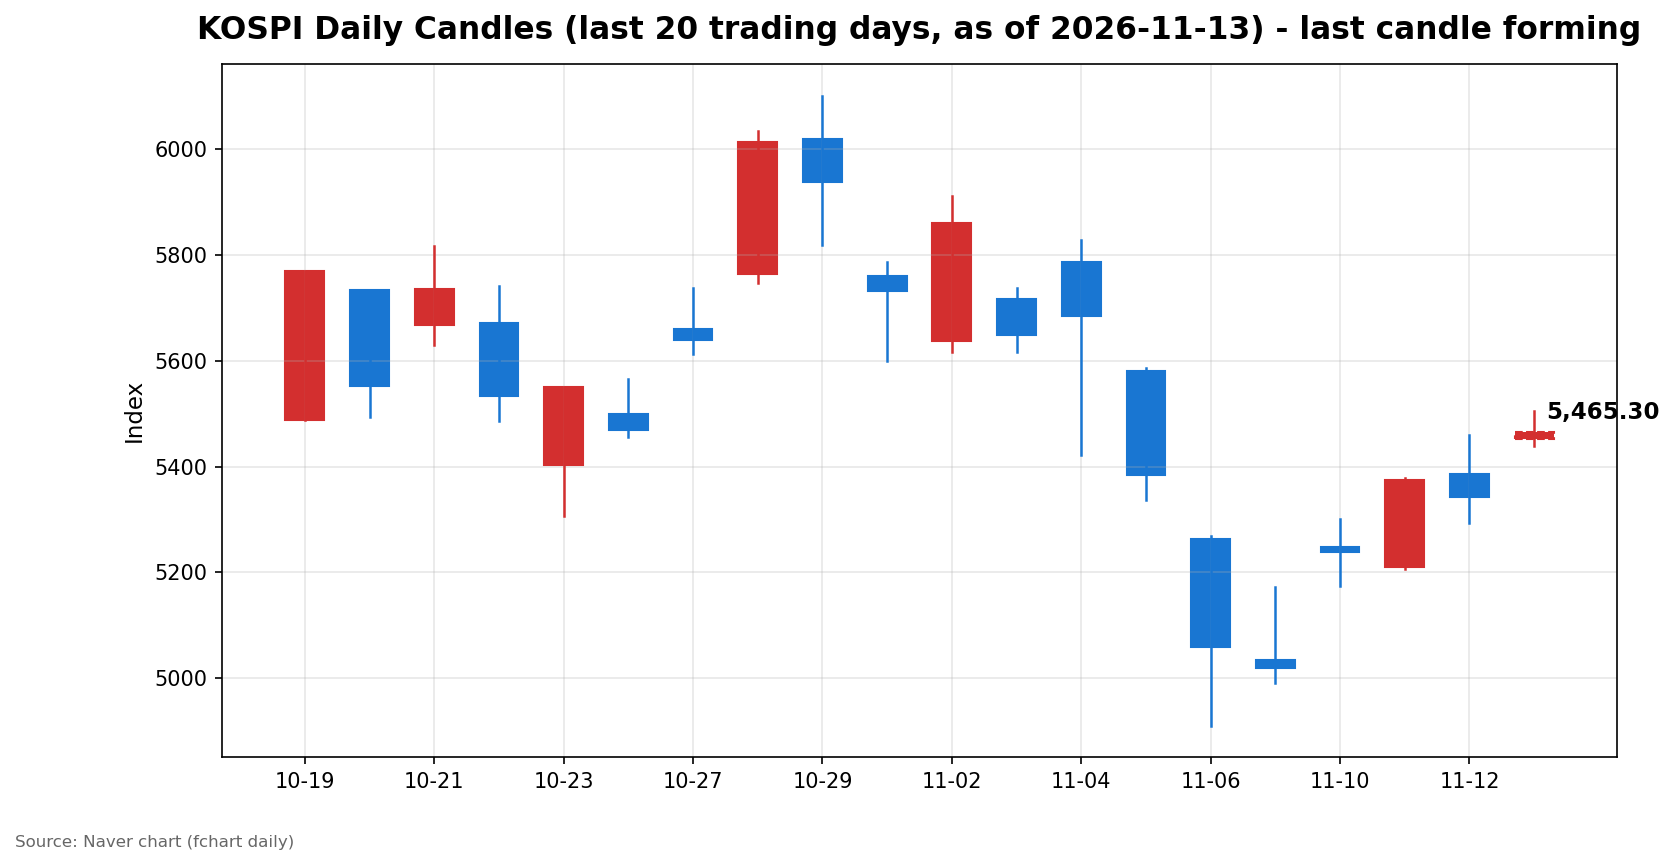 KOSPI Daily Candles (last 20 trading days, as of 2026-11-13) - last candle forming
Index
6000
5800
5600
5400
5200
5000
5,465.30
10-19 10-21 10-23 10-27 10-29 11-02 11-04 11-06 11-10 11-12
Source: Naver chart (fchart daily)